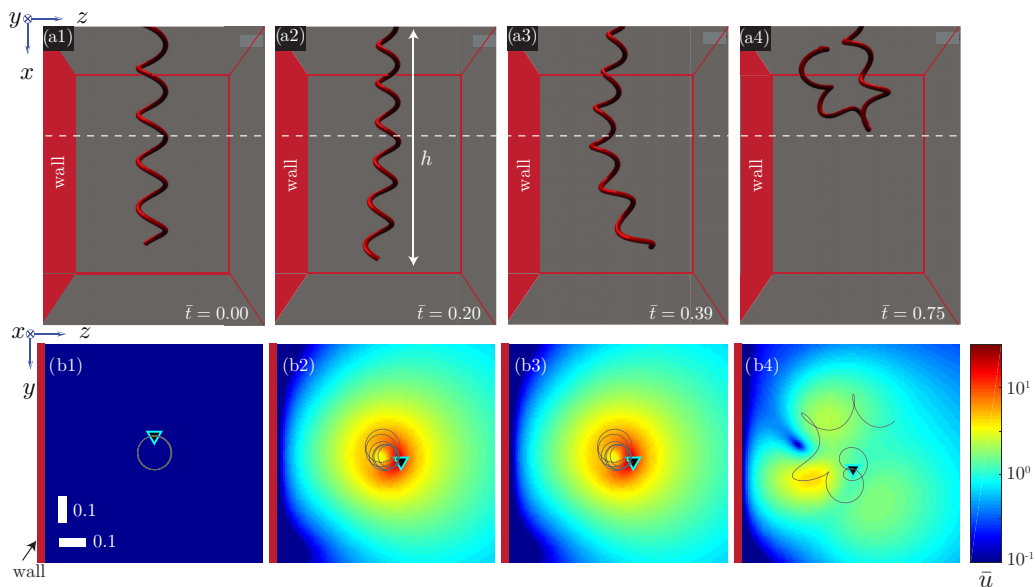 y z
x
(a1) (a2) (a3) (a4)
wall wall h wall wall
t̄ = 0.00 t̄ = 0.20 t̄ = 0.39 t̄ = 0.75
x z
y
(b1) (b2) (b3) (b4)
10¹
0.1
10⁰
0.1
wall
10⁻¹
ū